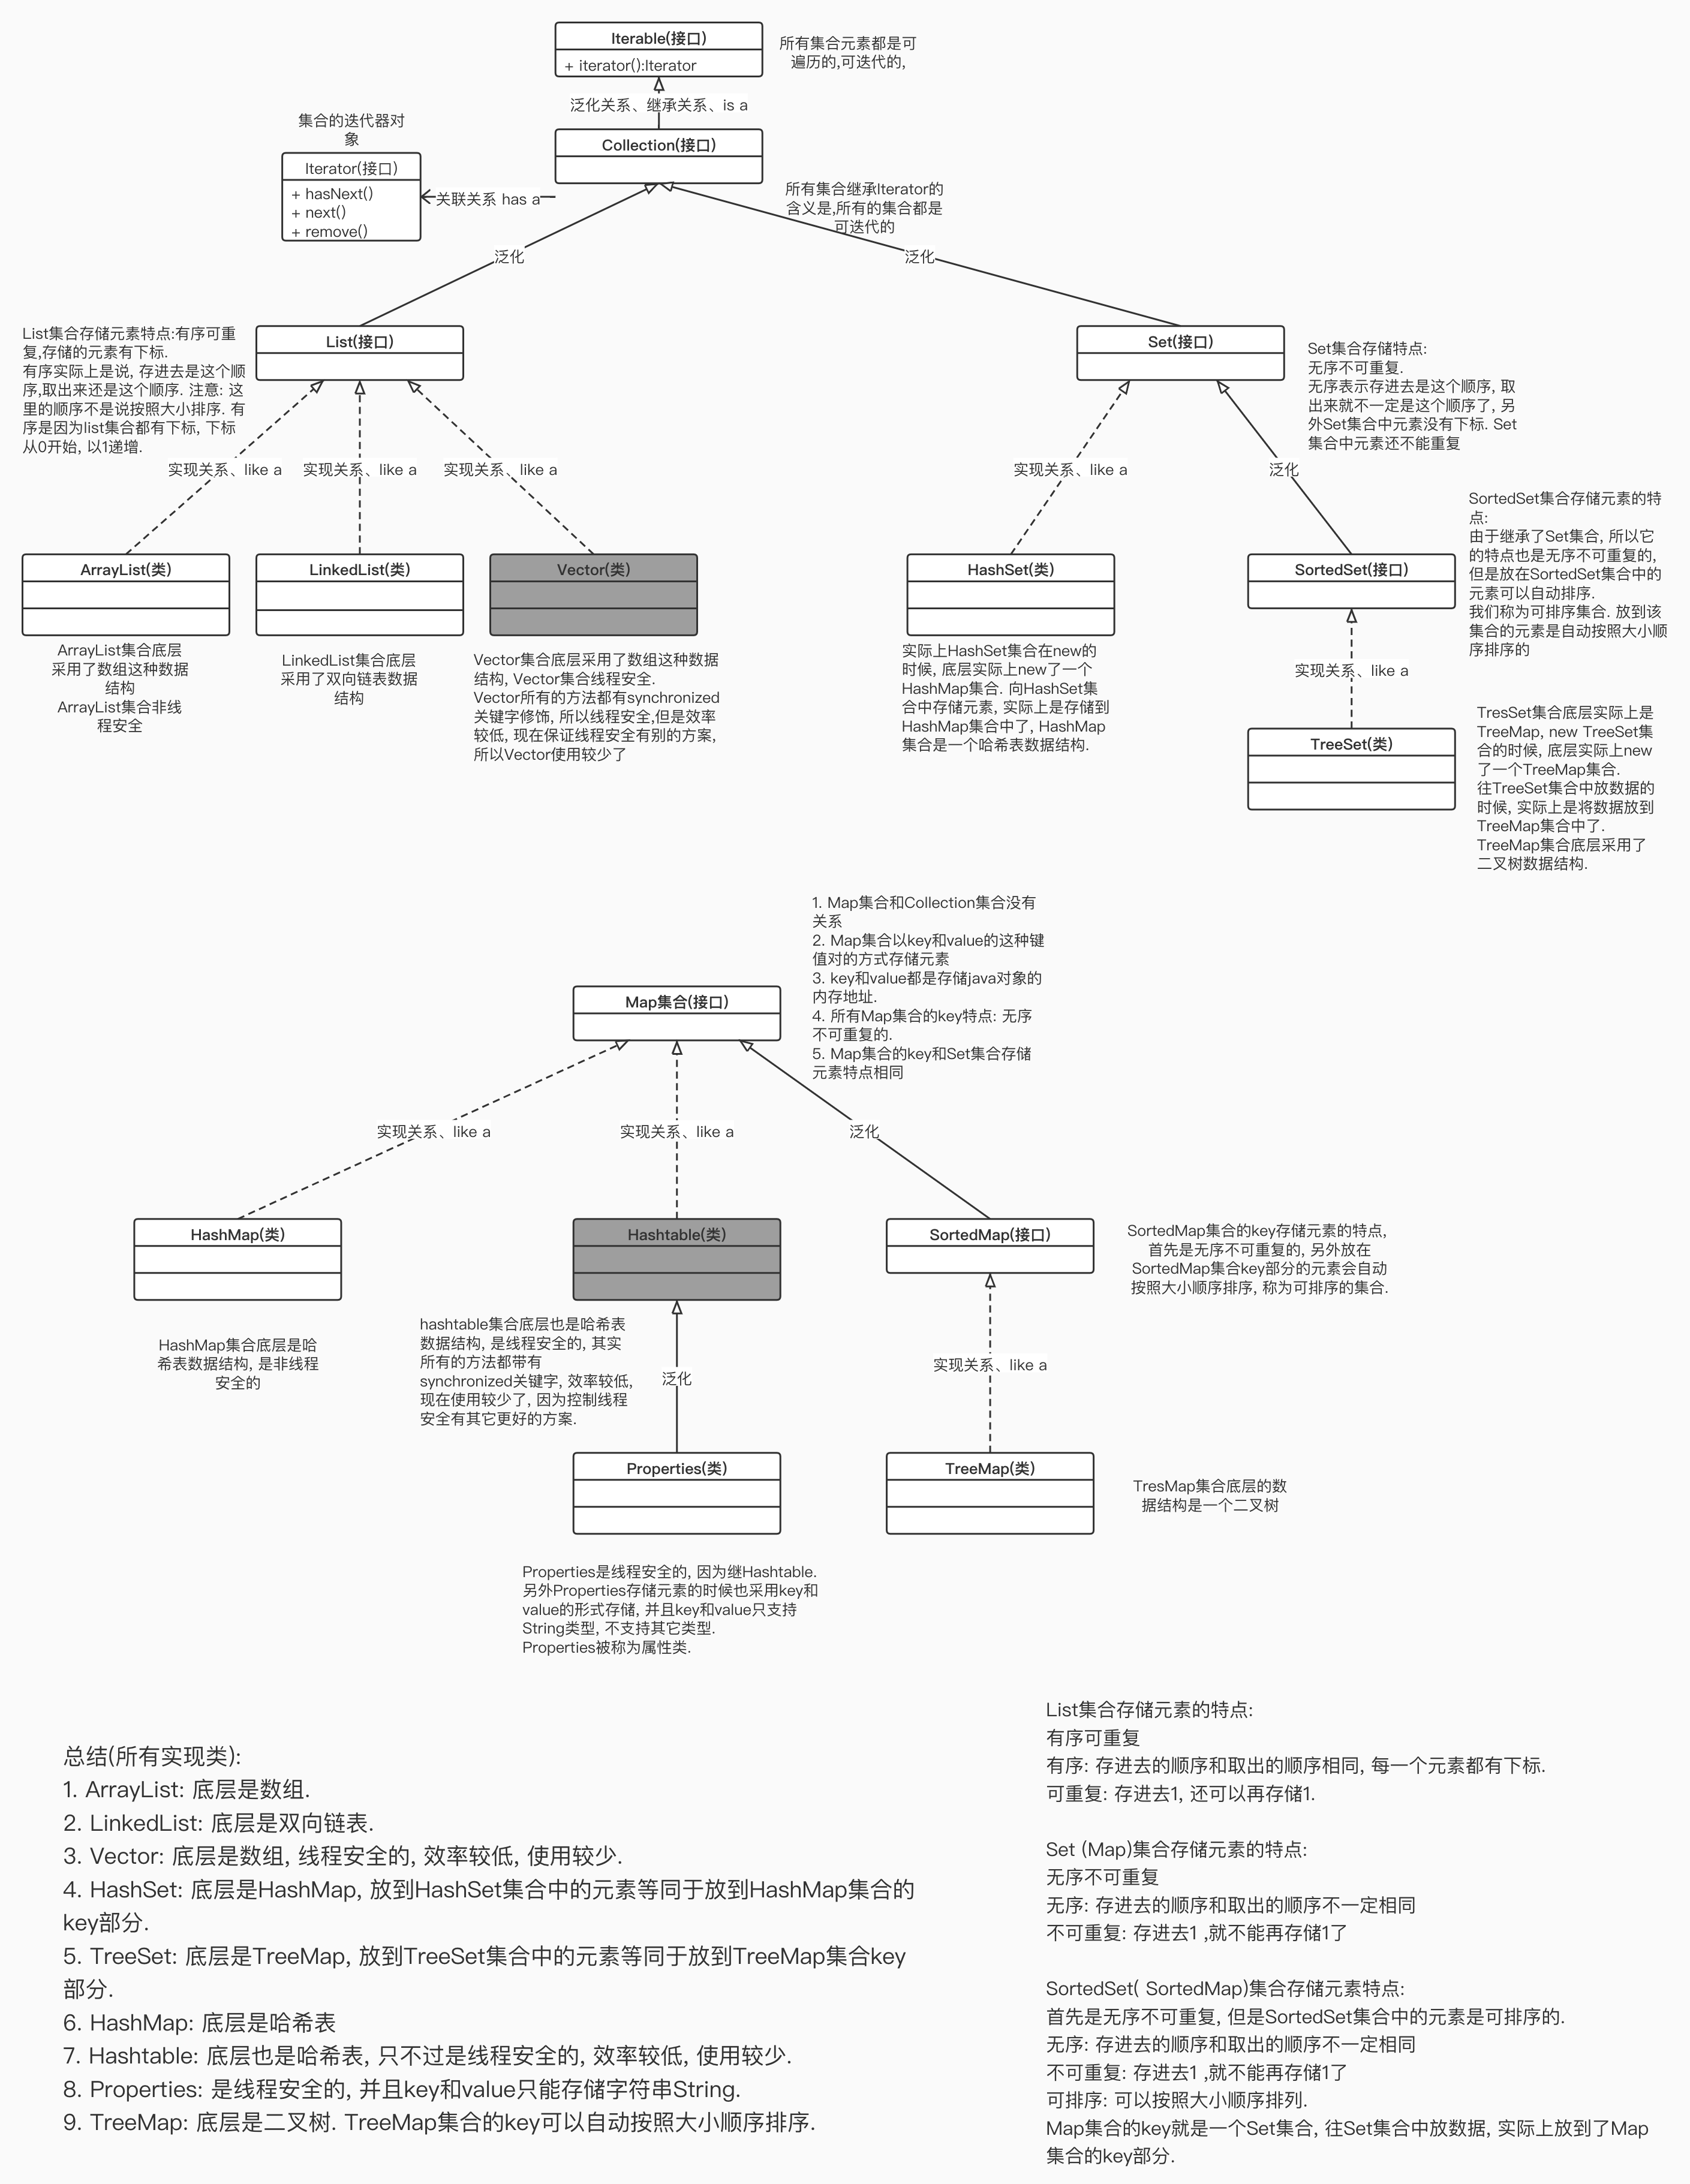 Iterable(接口)
+ iterator():Iterator
所有集合元素都是可
遍历的,可迭代的,
泛化关系、继承关系、is a
集合的迭代器对
象
Collection(接口)
Iterator(接口)
+ hasNext()
+ next()
+ remove()
关联关系 has a
所有集合继承Iterator的
含义是,所有的集合都是
可迭代的
泛化
泛化
List集合存储元素特点:有序可重
复,存储的元素有下标.
有序实际上是说, 存进去是这个顺
序,取出来还是这个顺序. 注意: 这
里的顺序不是说按照大小排序. 有
序是因为list集合都有下标, 下标
从0开始, 以1递增.
List(接口)
Set(接口)
Set集合存储特点:
无序不可重复.
无序表示存进去是这个顺序, 取
出来就不一定是这个顺序了, 另
外Set集合中元素没有下标. Set
集合中元素还不能重复
实现关系、like a
实现关系、like a
实现关系、like a
实现关系、like a
泛化
SortedSet集合存储元素的特
点:
由于继承了Set集合, 所以它
的特点也是无序不可重复的,
但是放在SortedSet集合中的
元素可以自动排序.
我们称为可排序集合. 放到该
集合的元素是自动按照大小顺
序排序的
ArrayList(类)
LinkedList(类)
Vector(类)
HashSet(类)
SortedSet(接口)
ArrayList集合底层
采用了数组这种数据
结构
ArrayList集合非线
程安全
LinkedList集合底层
采用了双向链表数据
结构
Vector集合底层采用了数组这种数据
结构, Vector集合线程安全.
Vector所有的方法都有synchronized
关键字修饰, 所以线程安全,但是效率
较低, 现在保证线程安全有别的方案,
所以Vector使用较少了
实际上HashSet集合在new的
时候, 底层实际上new了一个
HashMap集合. 向HashSet集
合中存储元素, 实际上是存储到
HashMap集合中了, HashMap
集合是一个哈希表数据结构.
实现关系、like a
TreeSet(类)
TresSet集合底层实际上是
TreeMap, new TreeSet集
合的时候, 底层实际上new
了一个TreeMap集合.
往TreeSet集合中放数据的
时候, 实际上是将数据放到
TreeMap集合中了.
TreeMap集合底层采用了
二叉树数据结构.
1. Map集合和Collection集合没有
关系
2. Map集合以key和value的这种键
值对的方式存储元素
3. key和value都是存储java对象的
内存地址.
4. 所有Map集合的key特点: 无序
不可重复的.
5. Map集合的key和Set集合存储
元素特点相同
Map集合(接口)
实现关系、like a
实现关系、like a
泛化
HashMap(类)
Hashtable(类)
SortedMap(接口)
SortedMap集合的key存储元素的特点,
首先是无序不可重复的, 另外放在
SortedMap集合key部分的元素会自动
按照大小顺序排序, 称为可排序的集合.
HashMap集合底层是哈
希表数据结构, 是非线程
安全的
hashtable集合底层也是哈希表
数据结构, 是线程安全的, 其实
所有的方法都带有
synchronized关键字, 效率较低,
现在使用较少了, 因为控制线程
安全有其它更好的方案.
泛化
实现关系、like a
Properties(类)
TreeMap(类)
TresMap集合底层的数
据结构是一个二叉树
Properties是线程安全的, 因为继Hashtable.
另外Properties存储元素的时候也采用key和
value的形式存储, 并且key和value只支持
String类型, 不支持其它类型.
Properties被称为属性类.
总结(所有实现类):
1. ArrayList: 底层是数组.
2. LinkedList: 底层是双向链表.
3. Vector: 底层是数组, 线程安全的, 效率较低, 使用较少.
4. HashSet: 底层是HashMap, 放到HashSet集合中的元素等同于放到HashMap集合的
key部分.
5. TreeSet: 底层是TreeMap, 放到TreeSet集合中的元素等同于放到TreeMap集合key
部分.
6. HashMap: 底层是哈希表
7. Hashtable: 底层也是哈希表, 只不过是线程安全的, 效率较低, 使用较少.
8. Properties: 是线程安全的, 并且key和value只能存储字符串String.
9. TreeMap: 底层是二叉树. TreeMap集合的key可以自动按照大小顺序排序.
List集合存储元素的特点:
有序可重复
有序: 存进去的顺序和取出的顺序相同, 每一个元素都有下标.
可重复: 存进去1, 还可以再存储1.
Set (Map)集合存储元素的特点:
无序不可重复
无序: 存进去的顺序和取出的顺序不一定相同
不可重复: 存进去1 ,就不能再存储1了
SortedSet( SortedMap)集合存储元素特点:
首先是无序不可重复, 但是SortedSet集合中的元素是可排序的.
无序: 存进去的顺序和取出的顺序不一定相同
不可重复: 存进去1 ,就不能再存储1了
可排序: 可以按照大小顺序排列.
Map集合的key就是一个Set集合, 往Set集合中放数据, 实际上放到了Map
集合的key部分.